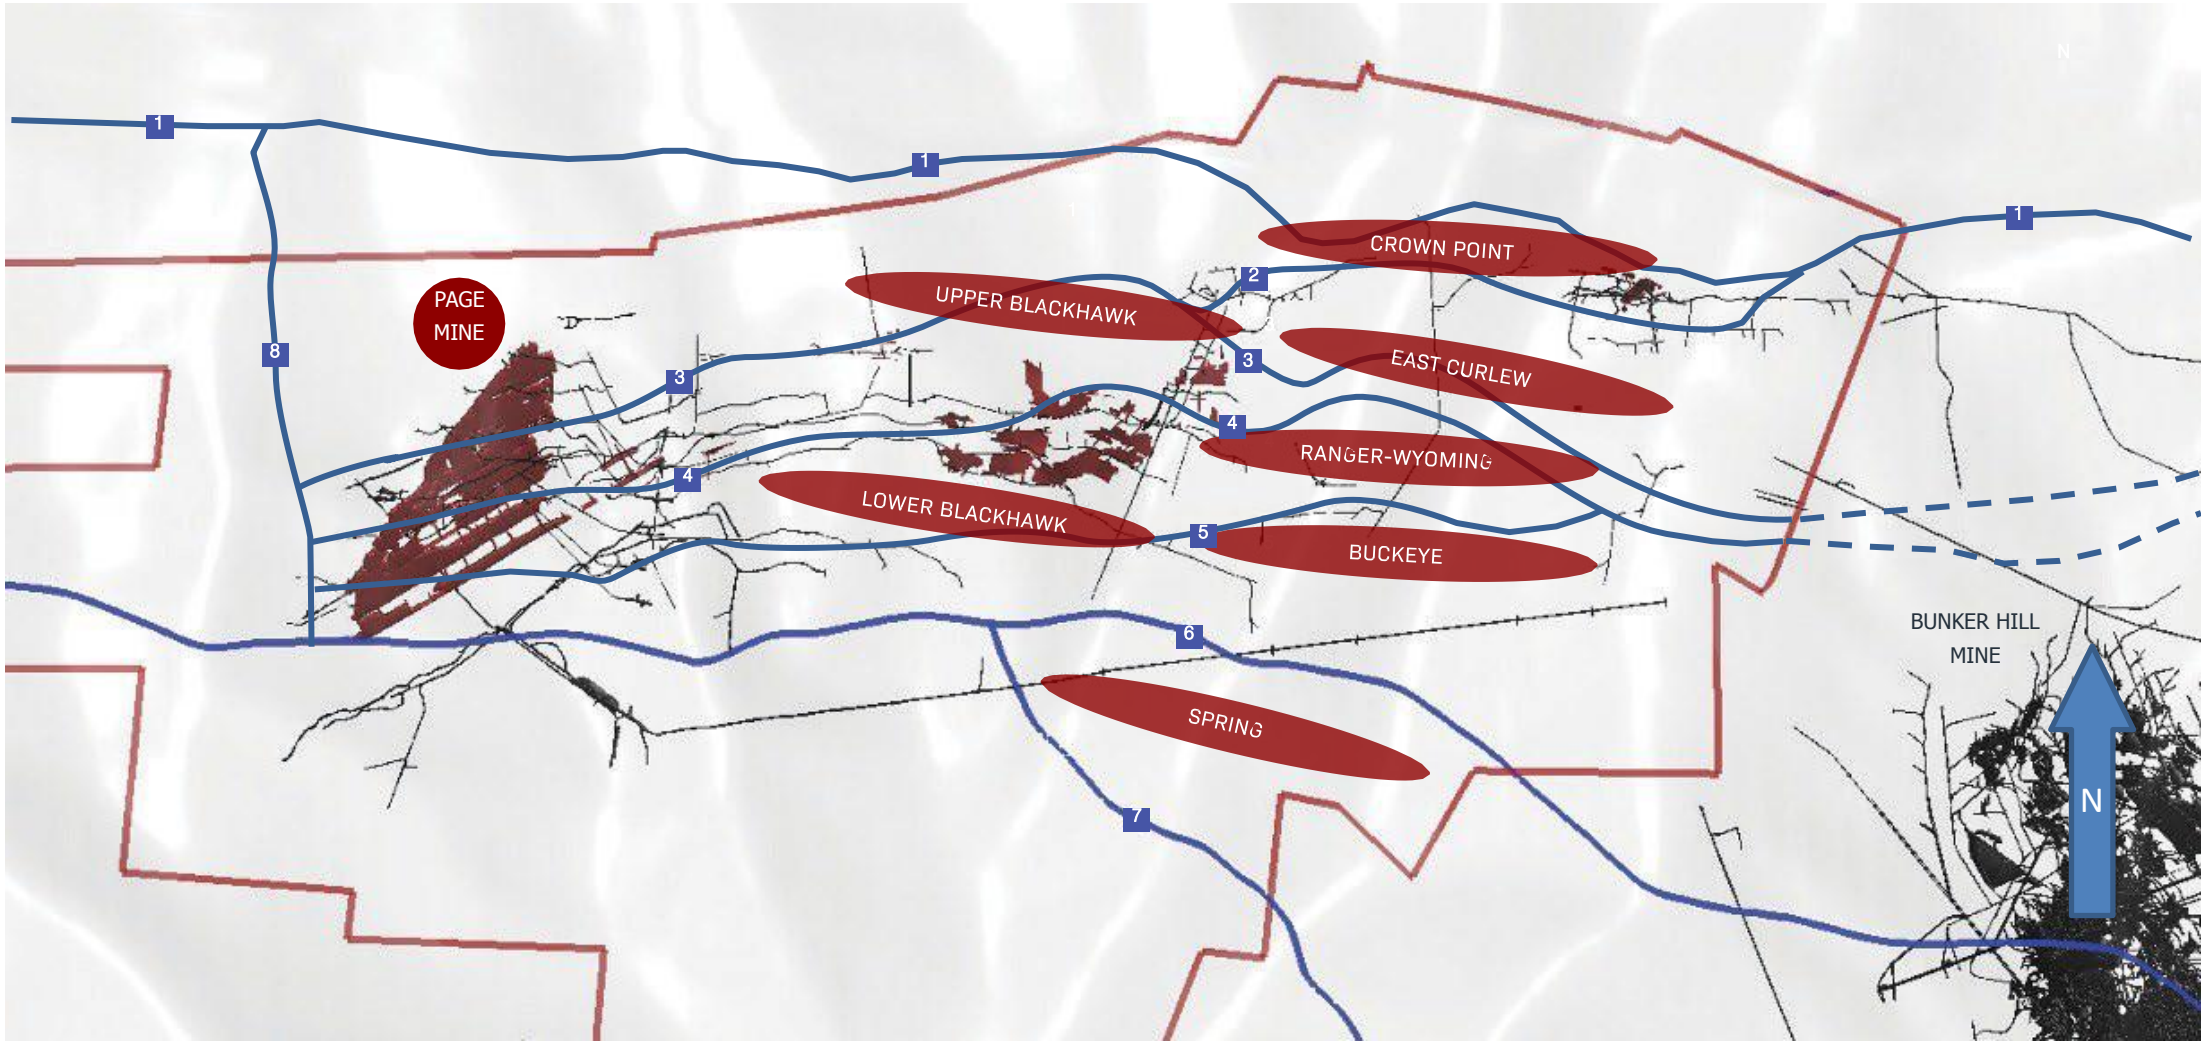 N
1
1
1
1
CROWN POINT
2
PAGE
MINE
UPPER BLACKHAWK
8
3
3
EAST CURLEW
4
4
RANGER-WYOMING
LOWER BLACKHAWK
5
BUCKEYE
6
BUNKER HILL
MINE
SPRING
7
N